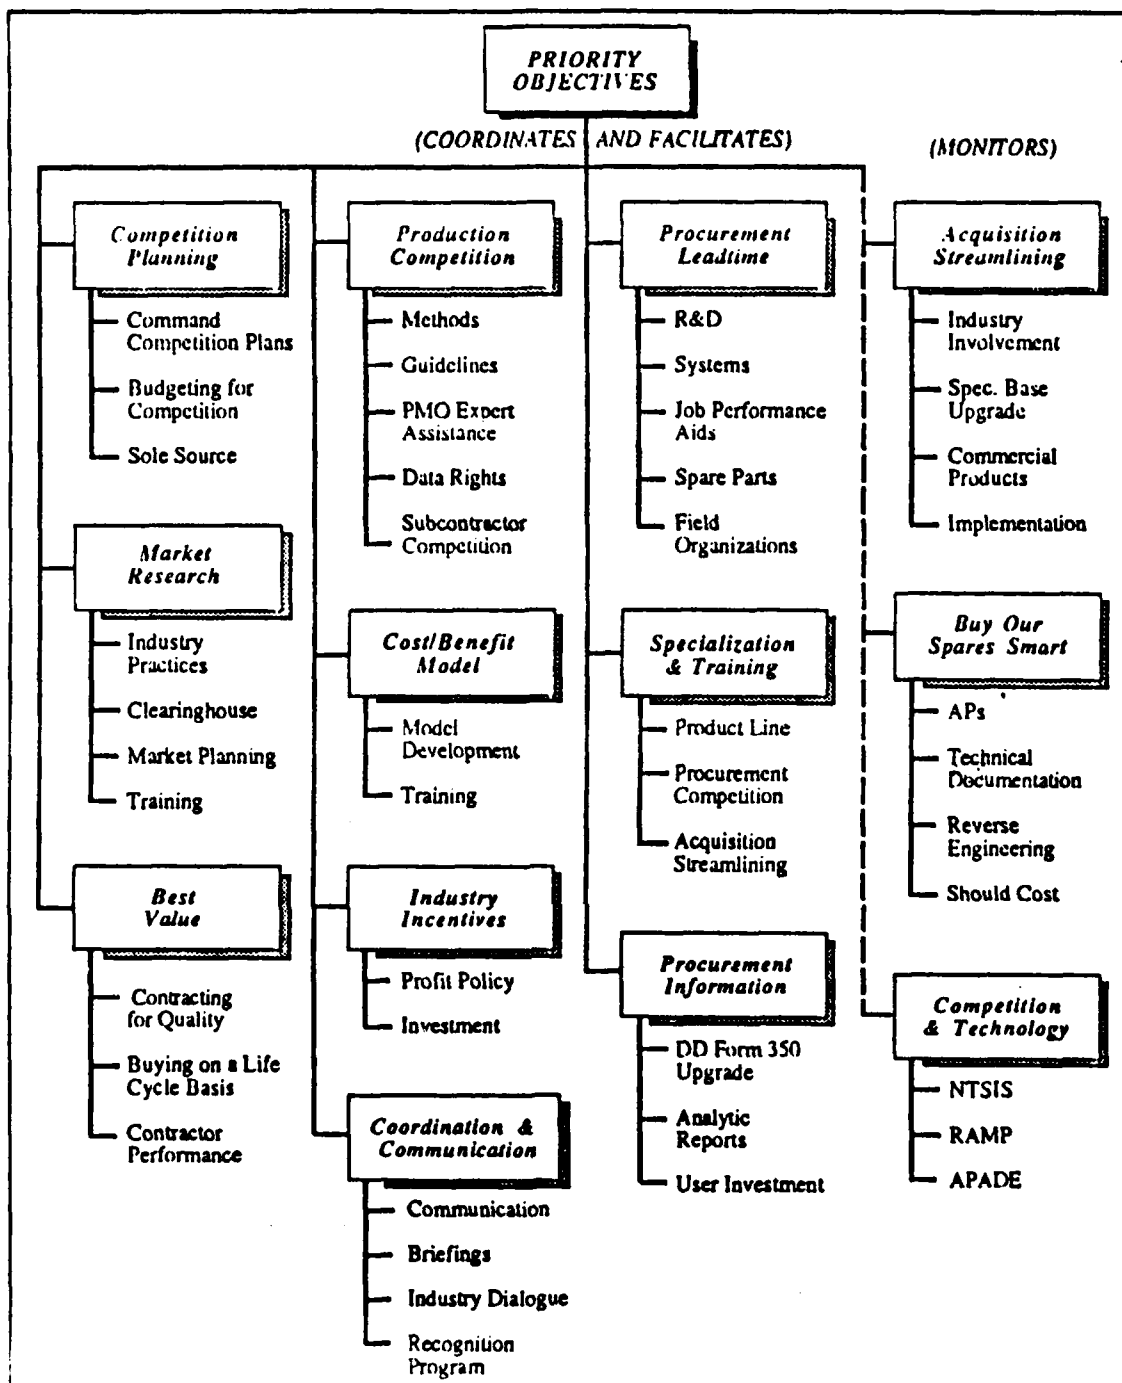 PRIORITY
OBJECTIVES
(COORDINATES AND FACILITATES)
(MONITORS)
Competition
Planning
Command
Competition Plans
Budgeting for
Competition
Sole Source
Market
Research
Industry
Practices
Clearinghouse
Market Planning
Training
Best
Value
Contracting
for Quality
Buying on a Life
Cycle Basis
Contractor
Performance
Production
Competition
Methods
Guidelines
PMO Expert
Assistance
Data Rights
Subcontractor
Competition
Cost/Benefit
Model
Model
Development
Training
Industry
Incentives
Profit Policy
Investment
Coordination &
Communication
Communication
Briefings
Industry Dialogue
Recognition
Program
Procurement
Leadtime
R&D
Systems
Job Performance
Aids
Spare Parts
Field
Organizations
Specialization
& Training
Product Line
Procurement
Competition
Acquisition
Streamlining
Procurement
Information
DD Form 350
Upgrade
Analytic
Reports
User Investment
Acquisition
Streamlining
Industry
Involvement
Spec. Base
Upgrade
Commercial
Products
Implementation
Buy Our
Spares Smart
APs
Technical
Documentation
Reverse
Engineering
Should Cost
Competition
& Technology
NTSIS
RAMP
APADE